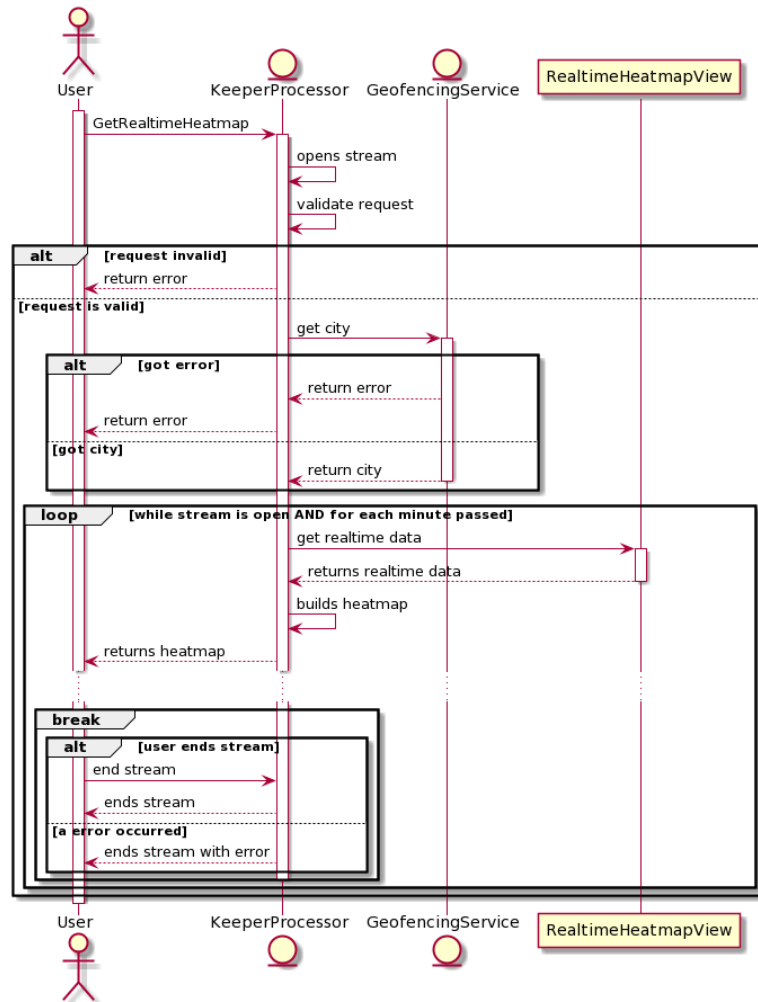 User
KeeperProcessor
GeofencingService
RealtimeHeatmapView
GetRealtimeHeatmap
opens stream
validate request
alt [request invalid]
return error
[request is valid]
get city
alt [got error]
return error
return error
[got city]
return city
loop [while stream is open AND for each minute passed]
get realtime data
returns realtime data
builds heatmap
returns heatmap
break
alt [user ends stream]
end stream
ends stream
[a error occurred]
ends stream with error
User
KeeperProcessor
GeofencingService
RealtimeHeatmapView